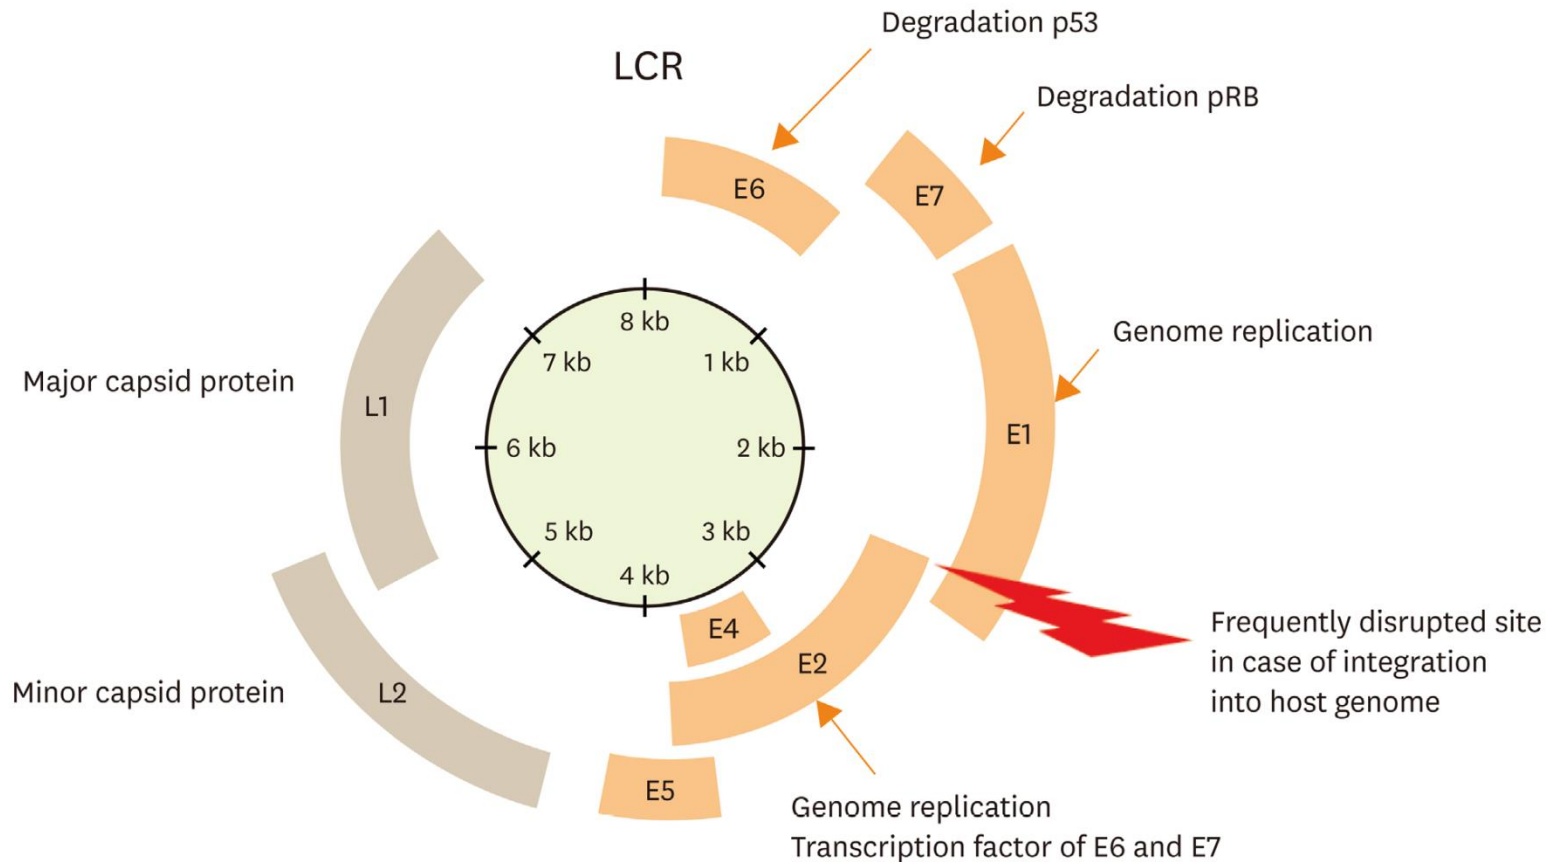 Degradation p53
LCR
Degradation pRB
E6
E7
8 kb
7 kb
1 kb
Genome replication
Major capsid protein
L1
6 kb
2 kb
E1
5 kb
3 kb
4 kb
E4
E2
Frequently disrupted site
in case of integration
into host genome
Minor capsid protein
L2
E5
Genome replication
Transcription factor of E6 and E7